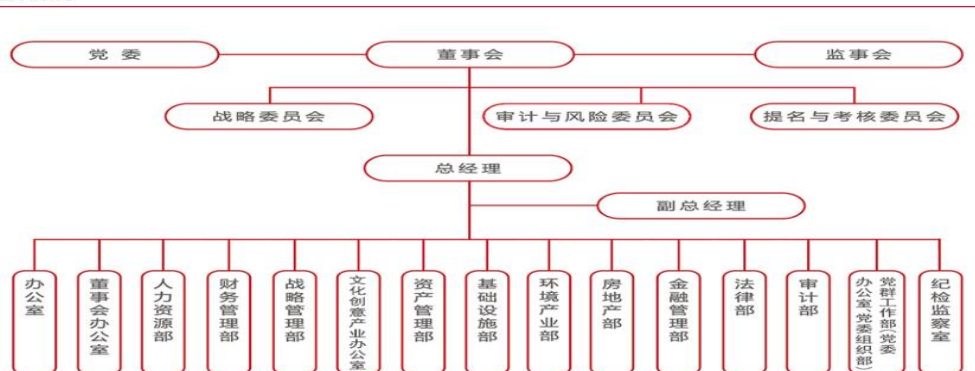 党委
董事会
监事会
战略委员会
审计与风险委员会
提名与考核委员会
总经理
副总经理
办公室
董事会办公室
人力资源部
财务管理部
战略管理部
文化创意产业办公室
资产管理部
基础设施部
环境产业部
房地产部
金融管理部
法律部
审计部
党群工作部(党委
办公室、党委组织部)
纪检监察室